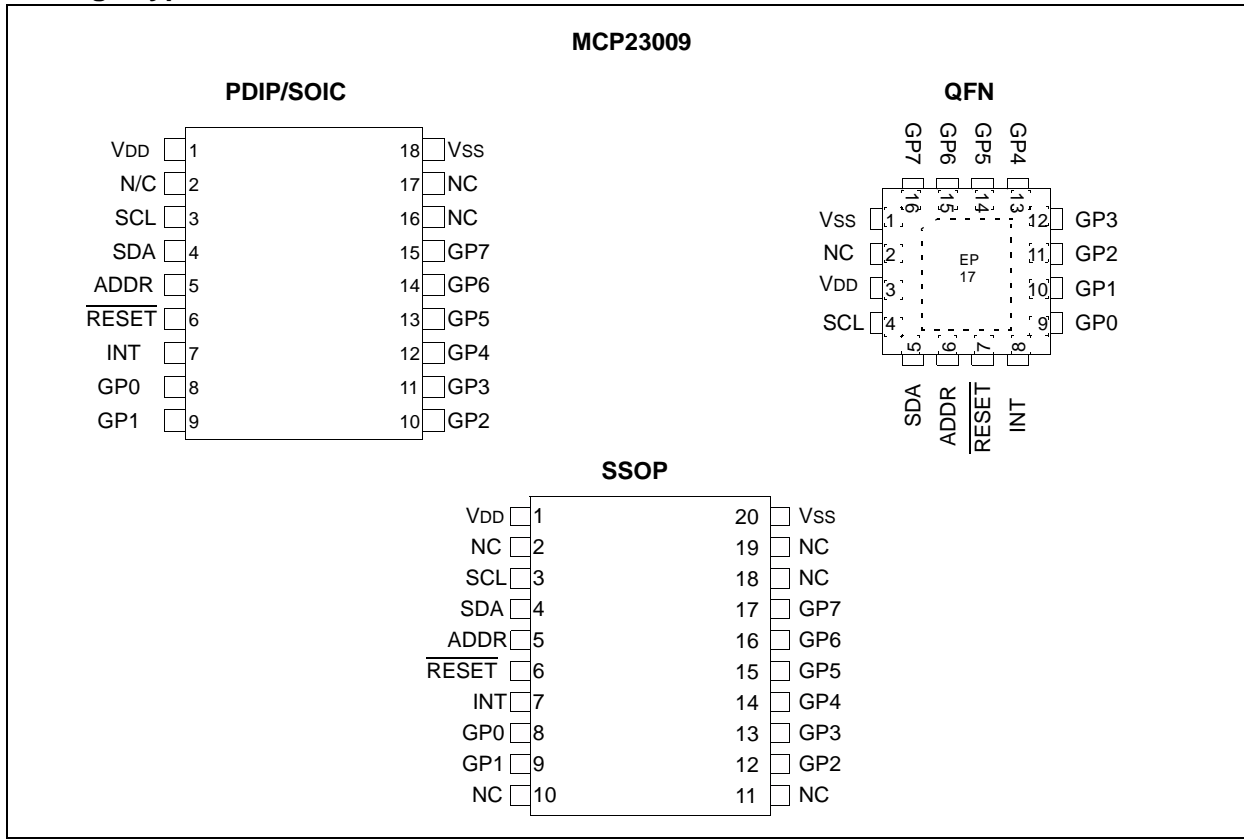 MCP23009
PDIP/SOIC
VDD 1 18 VSS
N/C 2 17 NC
SCL 3 16 NC
SDA 4 15 GP7
ADDR 5 14 GP6
RESET 6 13 GP5
INT 7 12 GP4
GP0 8 11 GP3
GP1 9 10 GP2
QFN
GP7 GP6 GP5 GP4
16 15 14 13
VSS 1 12 GP3
NC 2 11 GP2
VDD 3 10 GP1
SCL 4 9 GP0
EP
17
5 6 7 8
SDA ADDR RESET INT
SSOP
VDD 1 20 VSS
NC 2 19 NC
SCL 3 18 NC
SDA 4 17 GP7
ADDR 5 16 GP6
RESET 6 15 GP5
INT 7 14 GP4
GP0 8 13 GP3
GP1 9 12 GP2
NC 10 11 NC